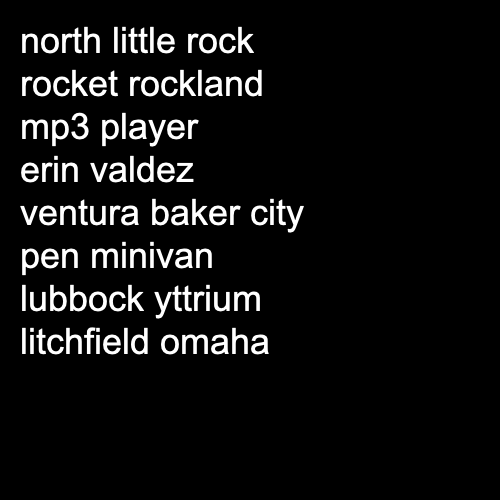 north little rock
rocket rockland
mp3 player
erin valdez
ventura baker city
pen minivan
lubbock yttrium
litchfield omaha